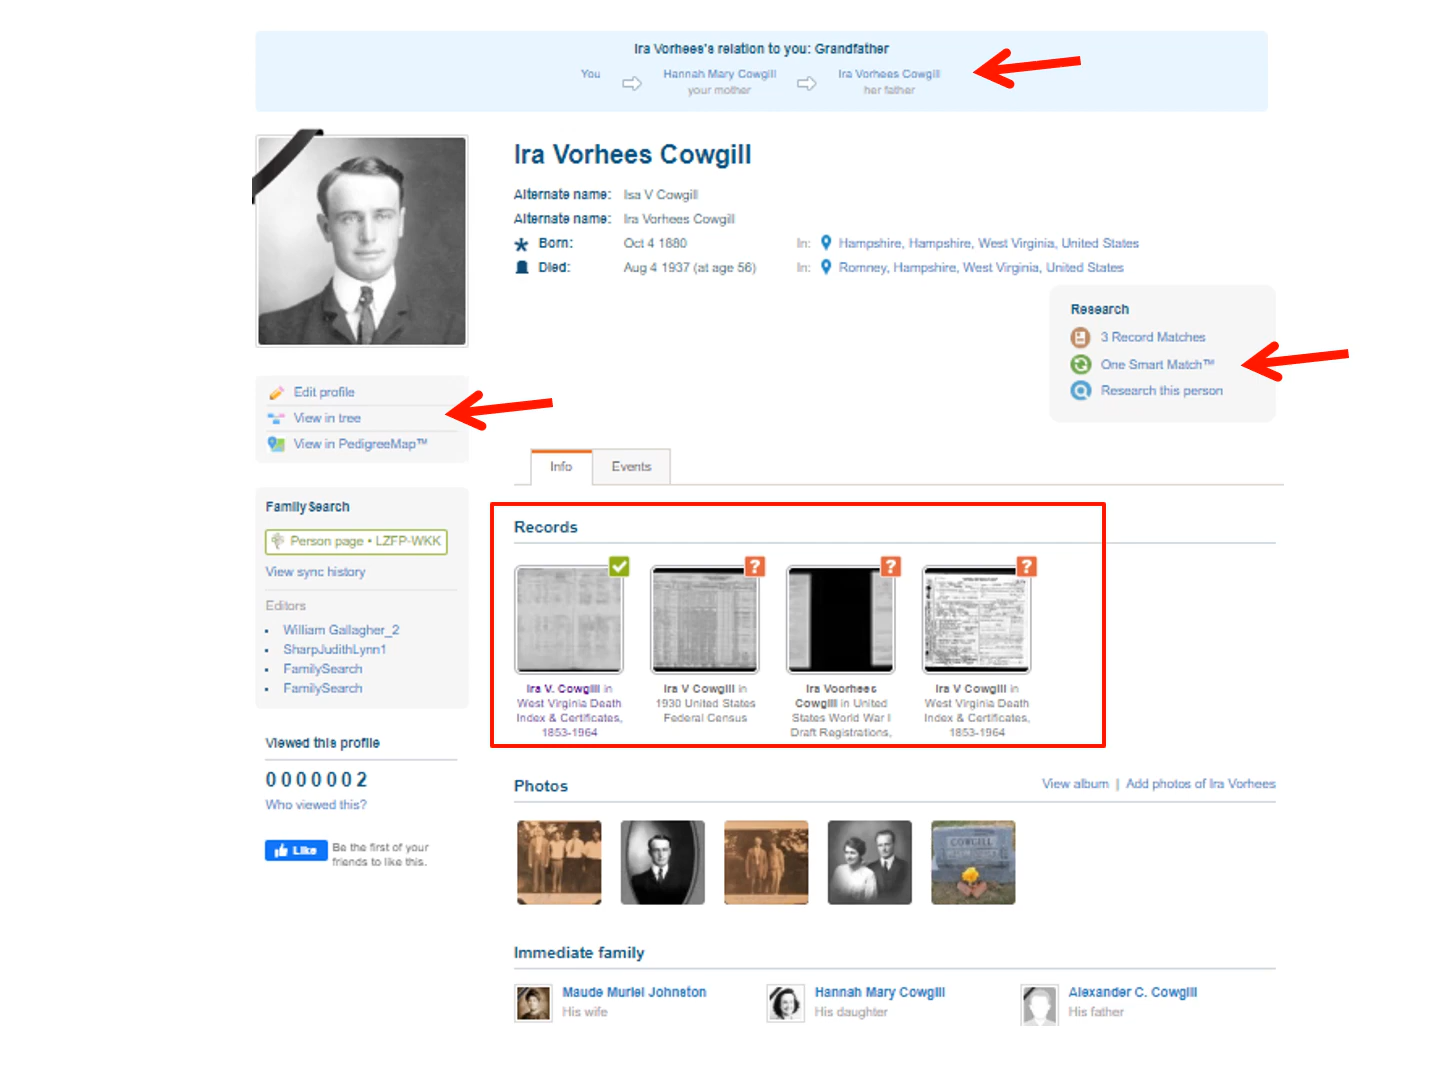 Ira Vorhees's relation to you: Grandfather
You
Hannah Mary Cowgill
your mother
Ira Vorhees Cowgill
her father
Ira Vorhees Cowgill
Alternate name: Isa V Cowgill
Alternate name: Ira Vorhees Cowgill
Born: Oct 4 1880 In: Hampshire, Hampshire, West Virginia, United States
Died: Aug 4 1937 (at age 56) In: Romney, Hampshire, West Virginia, United States
Research
3 Record Matches
One Smart Match™
Research this person
Edit profile
View in tree
View in PedigreeMap™
Info
Events
FamilySearch
Person page • LZFP-WKK
View sync history
Editors
William Gallagher_2
SharpJudithLynn1
FamilySearch
FamilySearch
Viewed this profile
0000002
Who viewed this?
Like
Be the first of your
friends to like this.
Records
?
?
?
Ira V. Cowgill in
West Virginia Death
Index & Certificates,
1853-1964
Ira V Cowgill in
1930 United States
Federal Census
Ira Voorhees
Cowgill in United
States World War I
Draft Registrations,
Ira V Cowgill in
West Virginia Death
Index & Certificates,
1853-1964
Photos
View album | Add photos of Ira Vorhees
COWGILL
Immediate family
Maude Muriel Johnston
His wife
Hannah Mary Cowgill
His daughter
Alexander C. Cowgill
His father